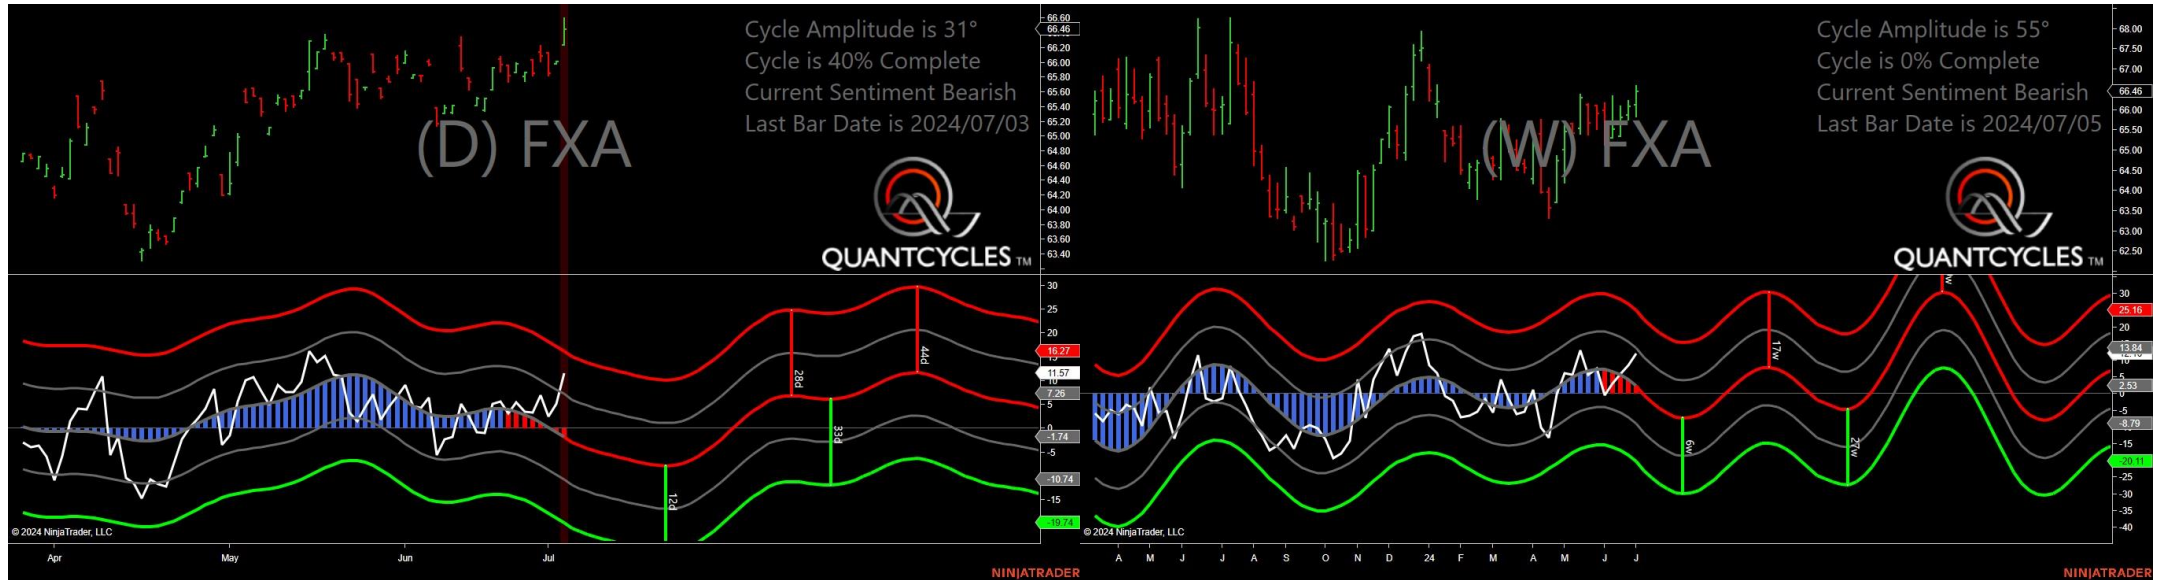 Cycle Amplitude is 31°
Cycle is 40% Complete
Current Sentiment Bearish
Last Bar Date is 2024/07/03
(D) FXA
QUANTCYCLES TM
66.60
66.46
66.20
66.00
65.80
65.60
65.40
65.20
65.00
64.80
64.60
64.40
64.20
64.00
63.80
63.60
63.40
30
25
20
16.27
15
11.57
10
7.26
5
0
-1.74
-5
-10.74
-15
-19.74
12d
28d
33d
44d
© 2024 NinjaTrader, LLC
Apr May Jun Jul
NINJATRADER
Cycle Amplitude is 55°
Cycle is 0% Complete
Current Sentiment Bearish
Last Bar Date is 2024/07/05
(W) FXA
QUANTCYCLES TM
68.00
67.50
67.00
66.46
66.00
65.50
65.00
64.50
64.00
63.50
63.00
62.50
30
25.16
20
13.84
10
5
2.53
0
-5
-8.79
-15
-20.11
-25
-30
-35
-40
6w
17w
27w
w
© 2024 NinjaTrader, LLC
A M J J A S O N D 24 F M A M J J
NINJATRADER